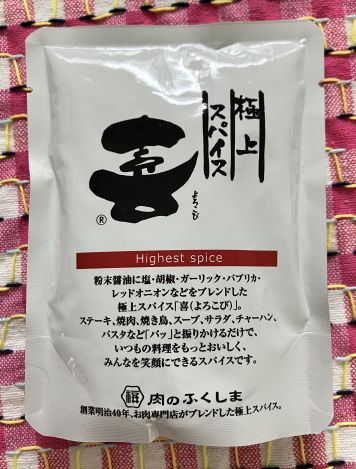 極上
スパイス
喜
よろこび
®
Highest spice
粉末醤油に塩・胡椒・ガーリック・パプリカ・
レッドオニオンなどをブレンドした
極上スパイス「喜(よろこび)」。
ステーキ、焼肉、焼き鳥、スープ、サラダ、チャーハン、
パスタなど「パッ」と振りかけるだけで、
いつもの料理をもっとおいしく、
みんなを笑顔にできるスパイスです。
肉のふくしま
創業明治40年、お肉専門店がブレンドした極上スパイス。